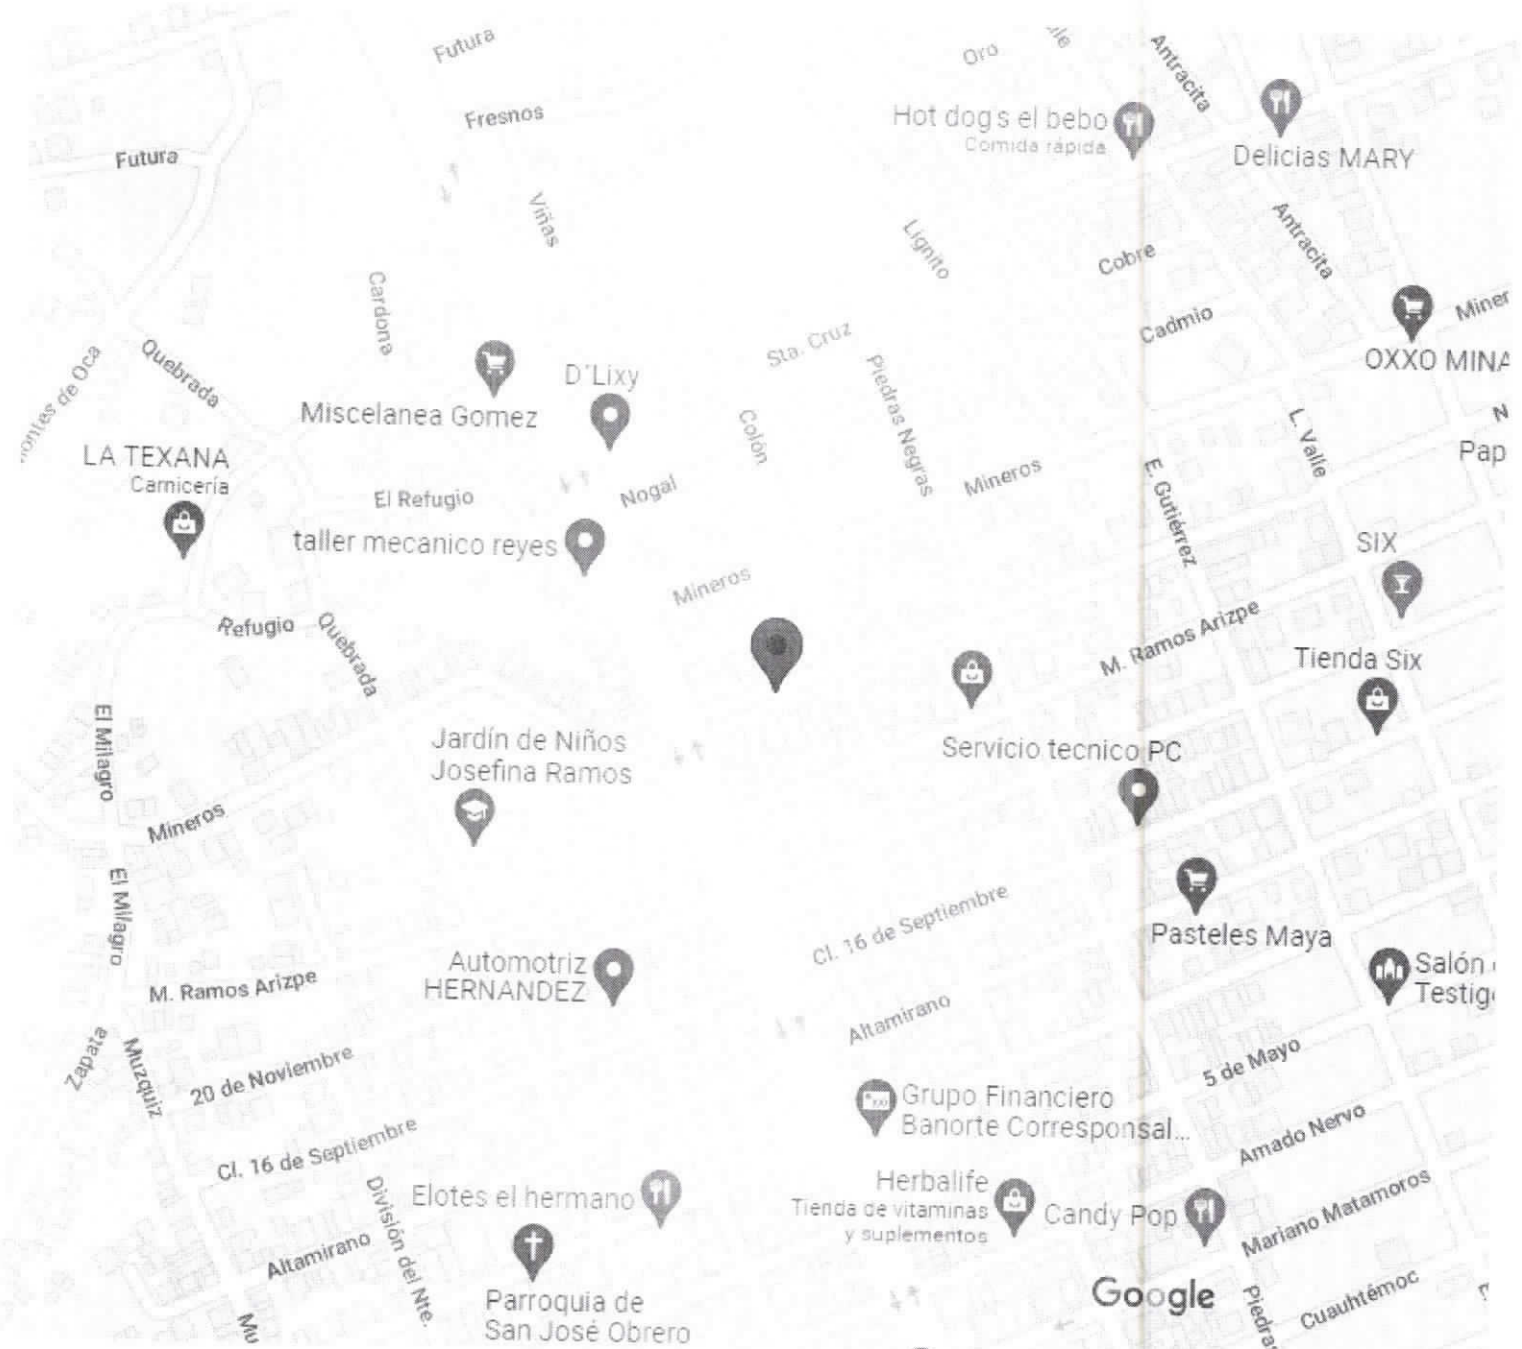 Futura
Oro
Antracita
Fresnos
Hot dog's el bebo
Comida rápida
Delicias MARY
Futura
Viñas
Lignito
Antracita
Cobre
Cardona
Cadmio
Miner
OXXO MINA
Sta. Cruz
Quebrada
D'Lixy
Piedras Negras
Miscelanea Gomez
Colón
L. Valle
Pap
LA TEXANA
Carnicería
El Refugio
Nogal
Mineros
E. Gutiérrez
taller mecanico reyes
SIX
Mineros
Refugio
Quebrada
M. Ramos Arizpe
Tienda Six
El Milagro
Jardín de Niños
Josefina Ramos
Servicio tecnico PC
Mineros
El Milagro
Cl. 16 de Septiembre
Pasteles Maya
Automotriz
HERNANDEZ
Salón
Testig
M. Ramos Arizpe
Altamirano
Zapata
Muzquiz
20 de Noviembre
5 de Mayo
Grupo Financiero
Banorte Corresponsal...
Cl. 16 de Septiembre
Amado Nervo
División del Nte.
Elotes el hermano
Herbalife
Tienda de vitaminas
y suplementos
Candy Pop
Mariano Matamoros
Altamirano
Parroquia de
San José Obrero
Google
Piedras
Cuauhtémoc
Mu